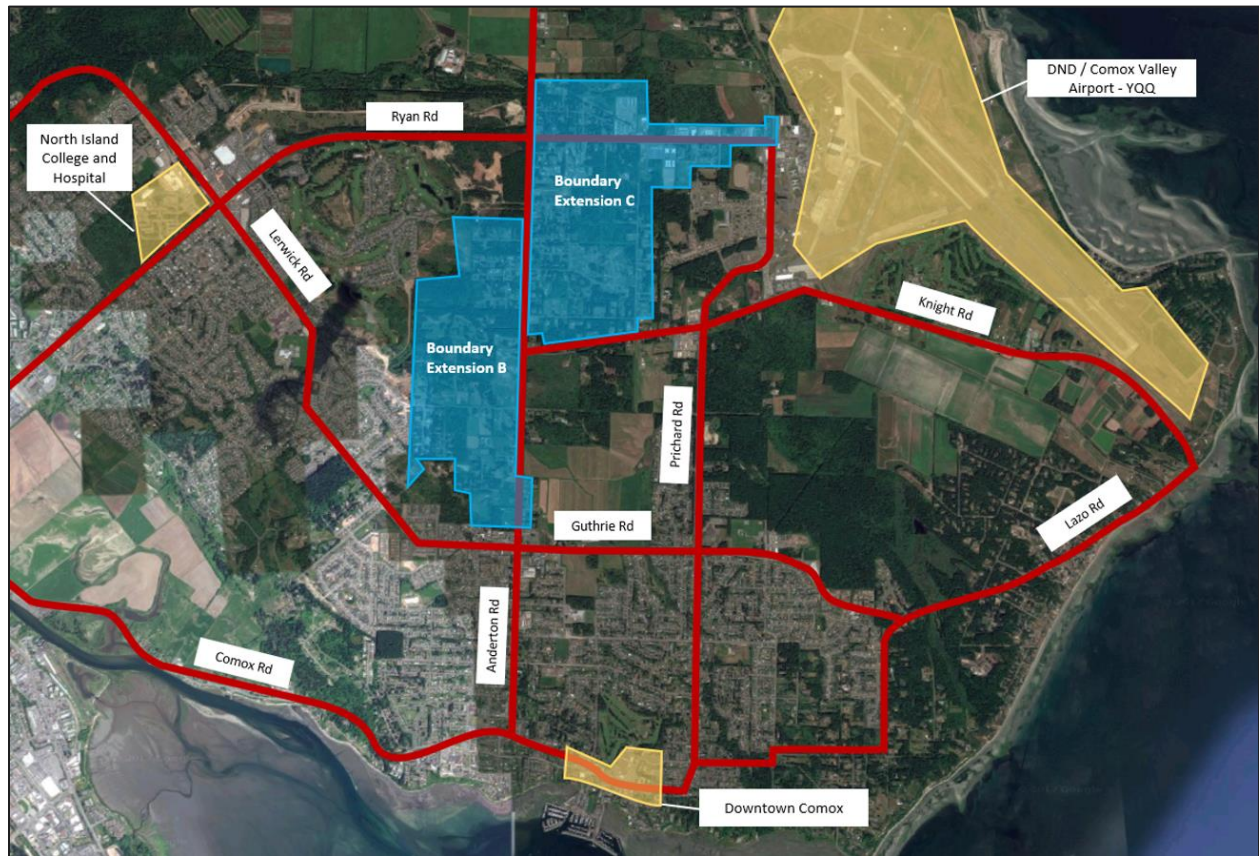 DND / Comox Valley
Airport - YQQ
Ryan Rd
North Island
College and
Hospital
Boundary
Extension C
Lerwick Rd
Knight Rd
Boundary
Extension B
Prichard Rd
Lazo Rd
Guthrie Rd
Anderton Rd
Comox Rd
Downtown Comox